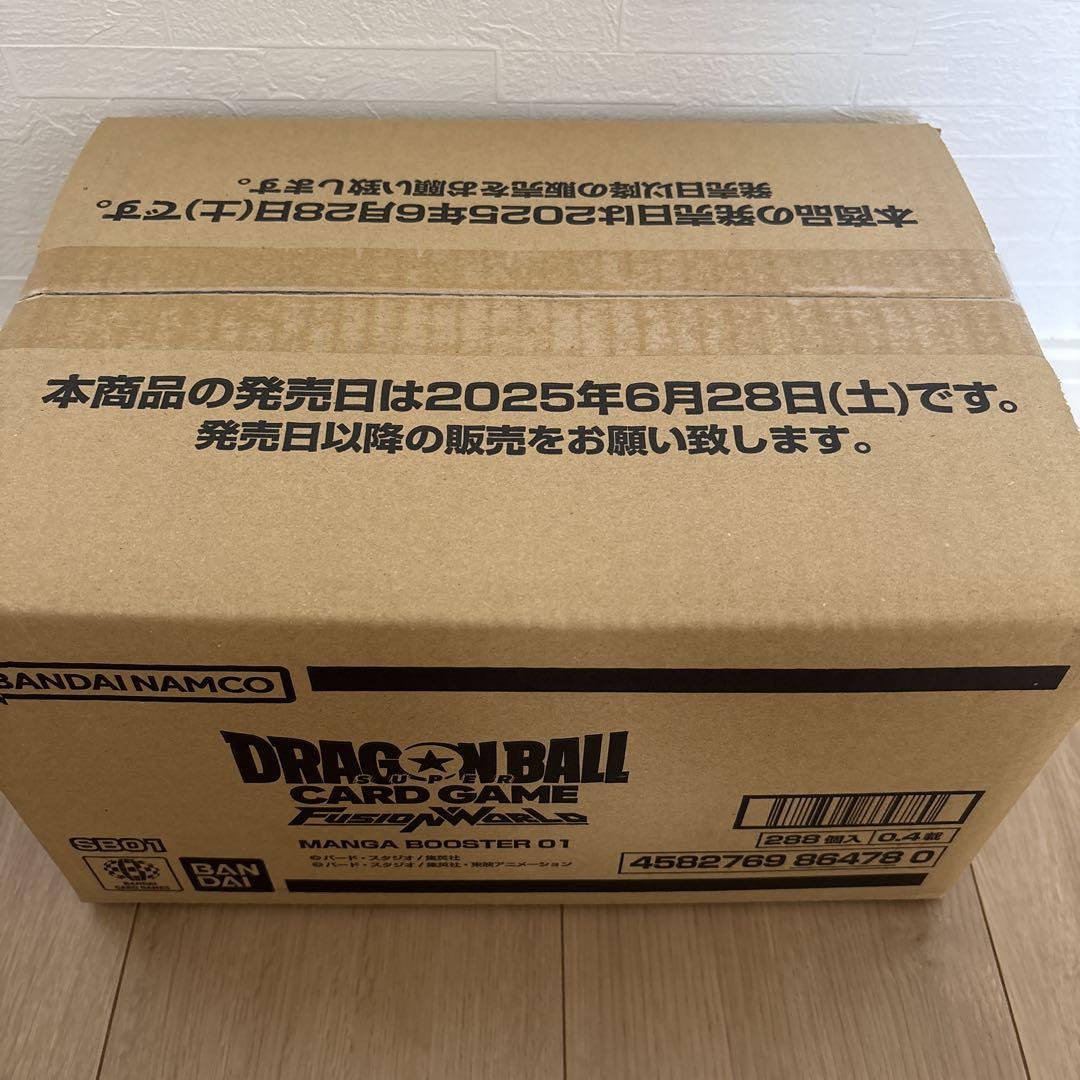 本商品の発売日は2025年6月28日(土)です。
発売日以降の販売をお願い致します。
本商品の発売日は2025年6月28日(土)です。
発売日以降の販売をお願い致します。
BANDAI NAMCO
DRAGON BALL
SUPER
CARD GAME
FUSION WORLD
MANGA BOOSTER 01
©バード・スタジオ/集英社
©バード・スタジオ/集英社・東映アニメーション
SB01
BANDAI
CARD GAMES
BAN
DAI
288個入 0.4載
4582769 864780